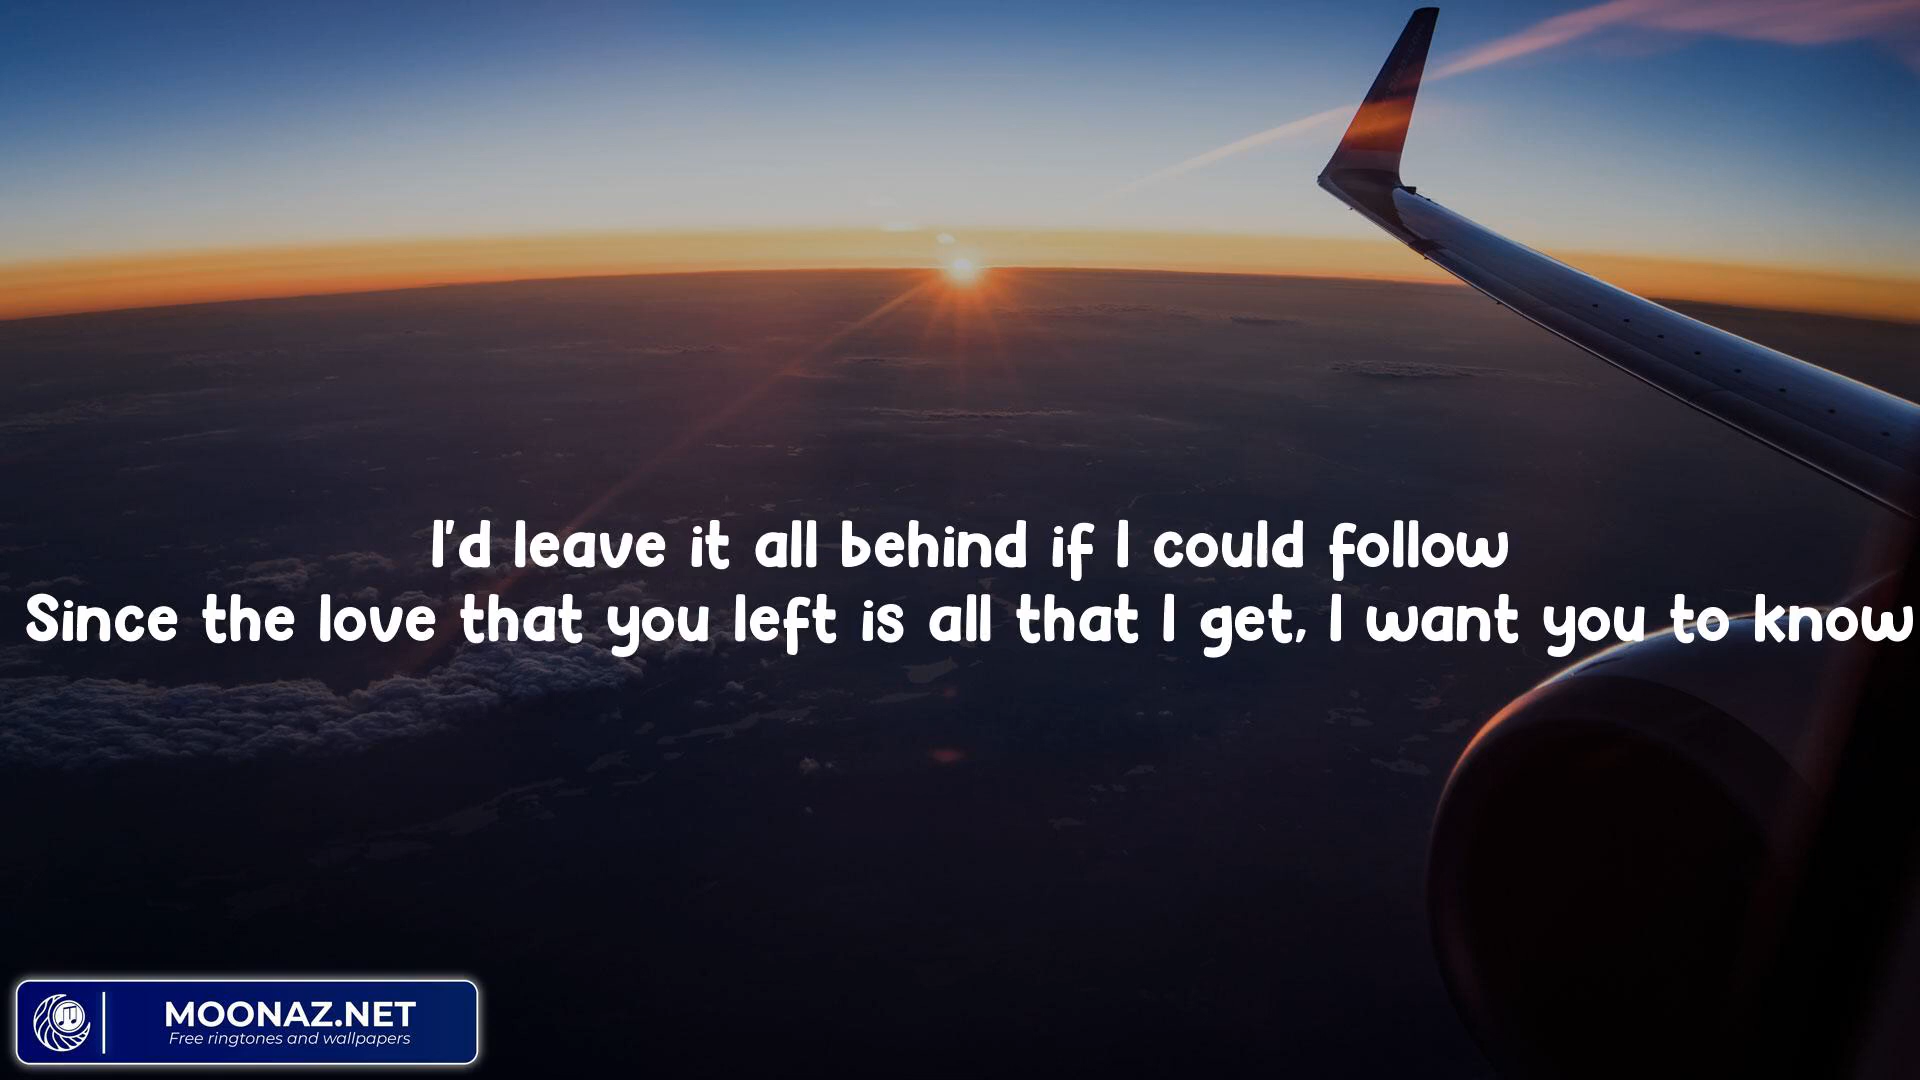 I'd leave it all behind if I could follow
Since the love that you left is all that I get, I want you to know
MOONAZ.NET
Free ringtones and wallpapers